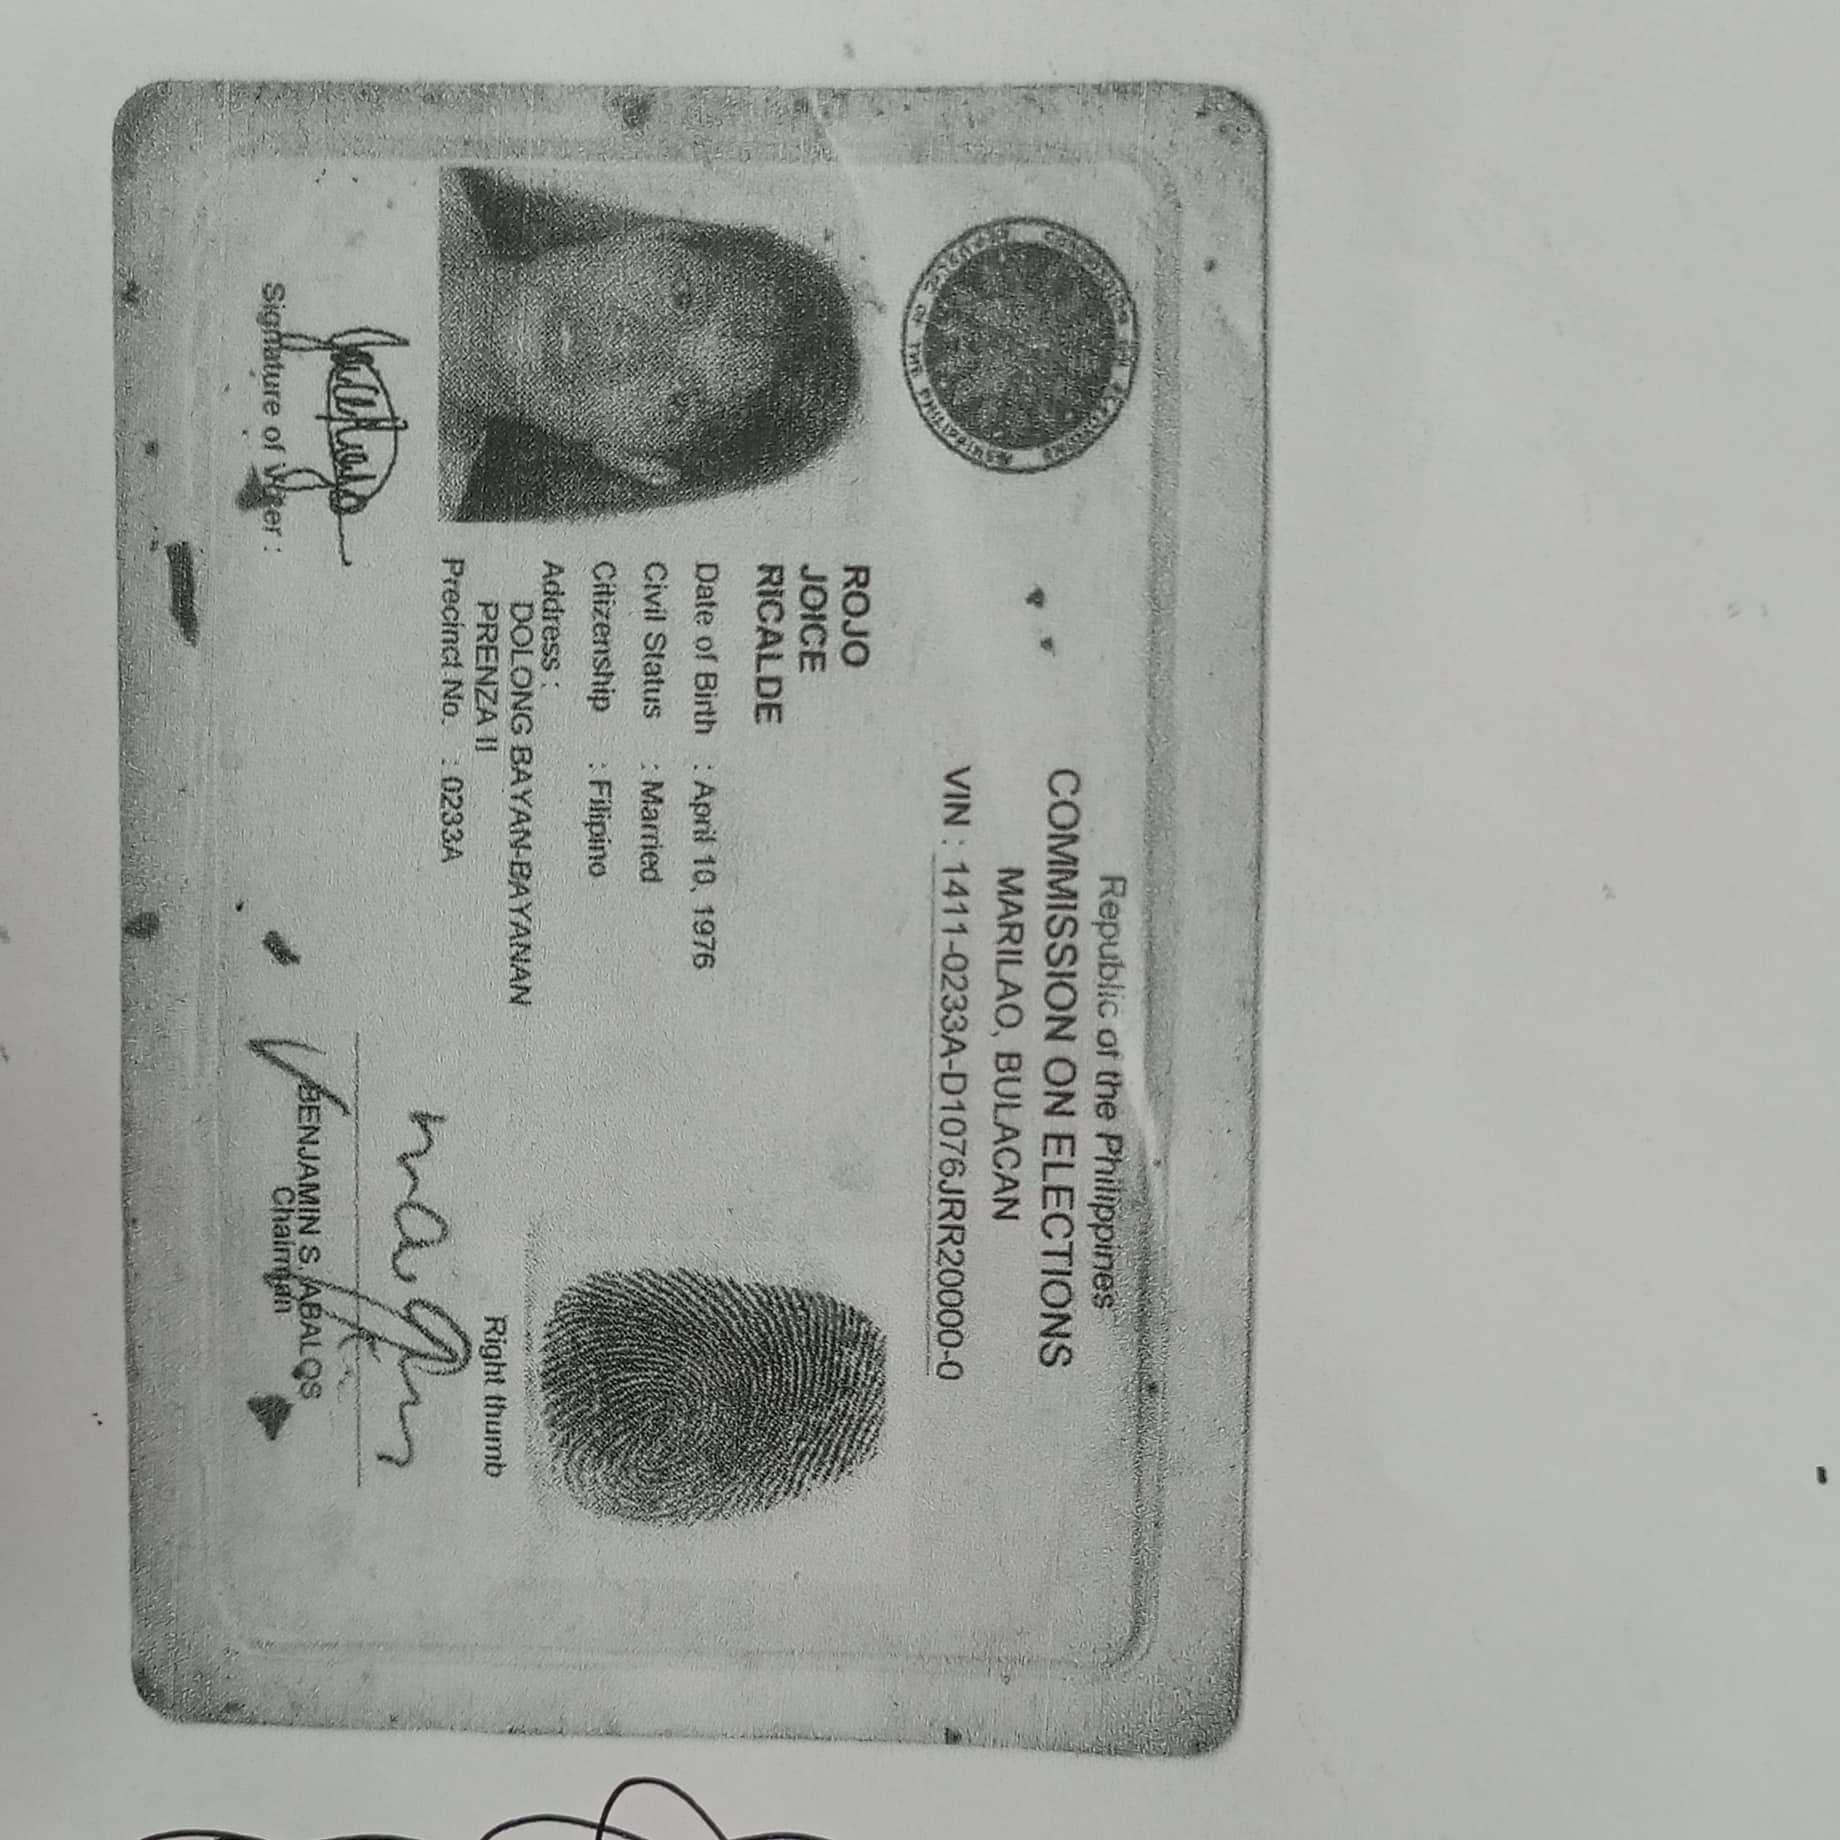 Republic of the Philippines
COMMISSION ON ELECTIONS
MARILAO, BULACAN
VIN : 1411-0233A-D1076JRR20000-0
ROJO
JOICE
RICALDE
Date of Birth : April 10, 1976
Civil Status : Married
Citizenship : Filipino
Address :
DOLONG BAYAN-BAYANAN
PRENZA II
Precinct No. : 0233A
Right thumb
Signature of Voter :
BENJAMIN S. ABALOS
Chairman